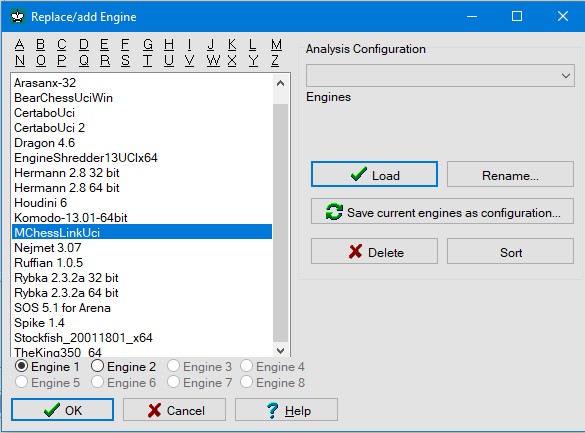 Replace/add Engine
A B C D E F G H I J K L M
N O P Q R S T U V W X Y Z
Arasanx-32
BearChessUciWin
CertaboUci
CertaboUci 2
Dragon 4.6
EngineShredder13UCIx64
Hermann 2.8 32 bit
Hermann 2.8 64 bit
Houdini 6
Komodo-13.01-64bit
MChessLinkUci
Nejmet 3.07
Ruffian 1.0.5
Rybka 2.3.2a 32 bit
Rybka 2.3.2a 64 bit
SOS 5.1 for Arena
Spike 1.4
Stockfish_20011801_x64
TheKing350_64
Engine 1 Engine 2 Engine 3 Engine 4
Engine 5 Engine 6 Engine 7 Engine 8
OK Cancel Help
Analysis Configuration
Engines
Load Rename...
Save current engines as configuration...
Delete Sort